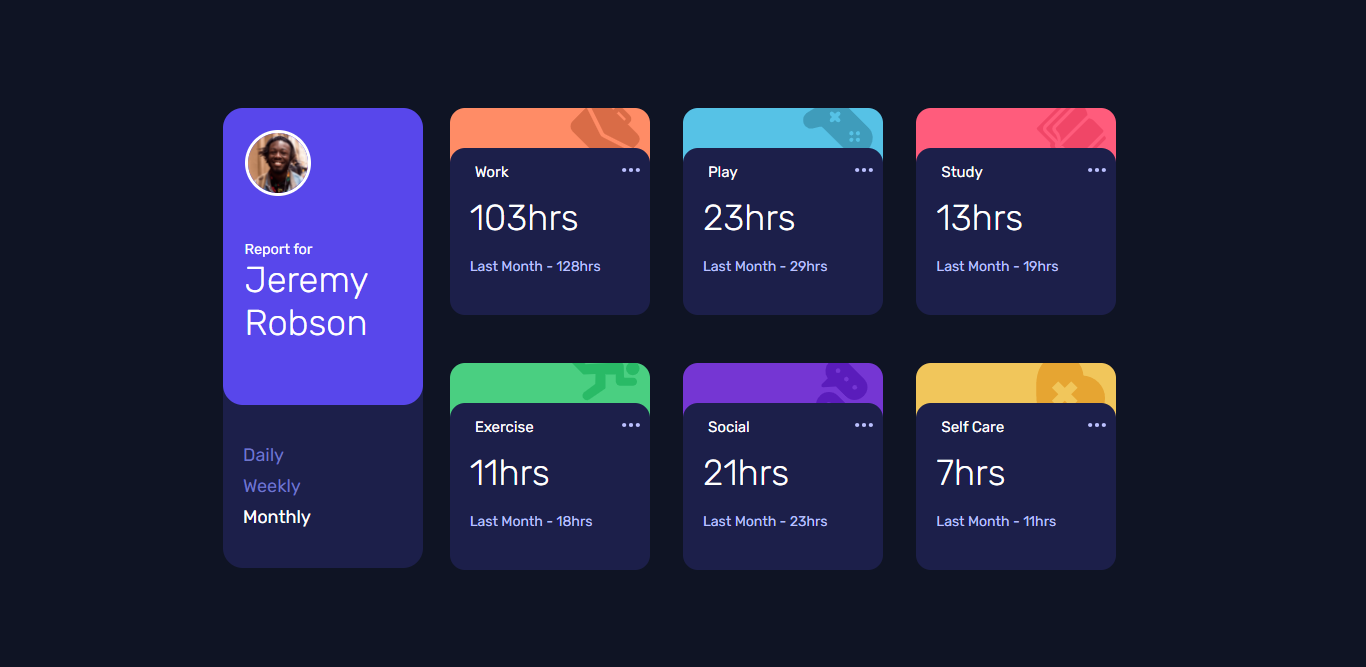 Report for
Jeremy
Robson
Daily
Weekly
Monthly
Work
103hrs
Last Month - 128hrs
Play
23hrs
Last Month - 29hrs
Study
13hrs
Last Month - 19hrs
Exercise
11hrs
Last Month - 18hrs
Social
21hrs
Last Month - 23hrs
Self Care
7hrs
Last Month - 11hrs